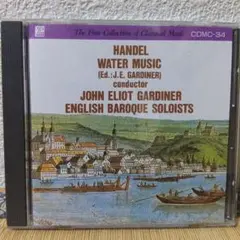 The Fine Collection of Classical Music CDMC-34
HANDEL
WATER MUSIC
(Ed.: J.E. GARDINER)
conductor
JOHN ELIOT GARDINER
ENGLISH BAROQUE SOLOISTS